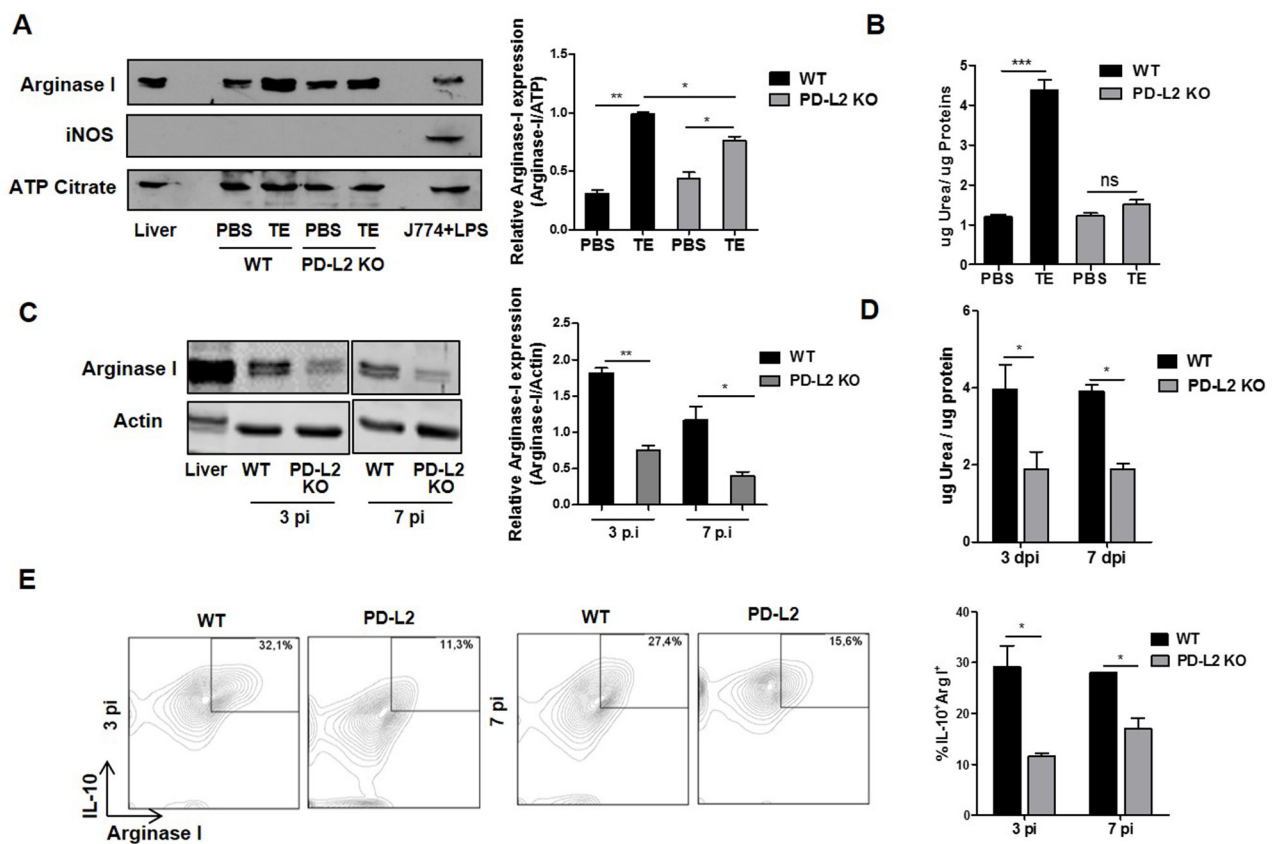 A
Arginase I
iNOS
ATP Citrate
Liver
PBS TE PBS TE
J774+LPS
WT PD-L2 KO
Relative Arginase-I expression
(Arginase-I/ATP)
1.5
1.0
0.5
0.0
** * *
WT
PD-L2 KO
PBS TE PBS TE
B
ug Urea/ ug Proteins
5
4
3
2
1
0
*** ns
WT
PD-L2 KO
PBS TE PBS TE
C
Arginase I
Actin
Liver WT PD-L2 WT PD-L2
KO KO
3 pi 7 pi
Relative Arginase-I expression
(Arginase-I/Actin)
2.5
2.0
1.5
1.0
0.5
0.0
** *
WT
PD-L2 KO
3 p.i 7 p.i
D
ug Urea / ug protein
6
4
2
0
* *
WT
PD-L2 KO
3 dpi 7 dpi
E
WT PD-L2 WT PD-L2
32,1% 11,3% 27,4% 15,6%
3 pi 7 pi
IL-10
Arginase I
%IL-10+Arg I+
40
30
20
10
0
* *
WT
PD-L2 KO
3 pi 7 pi